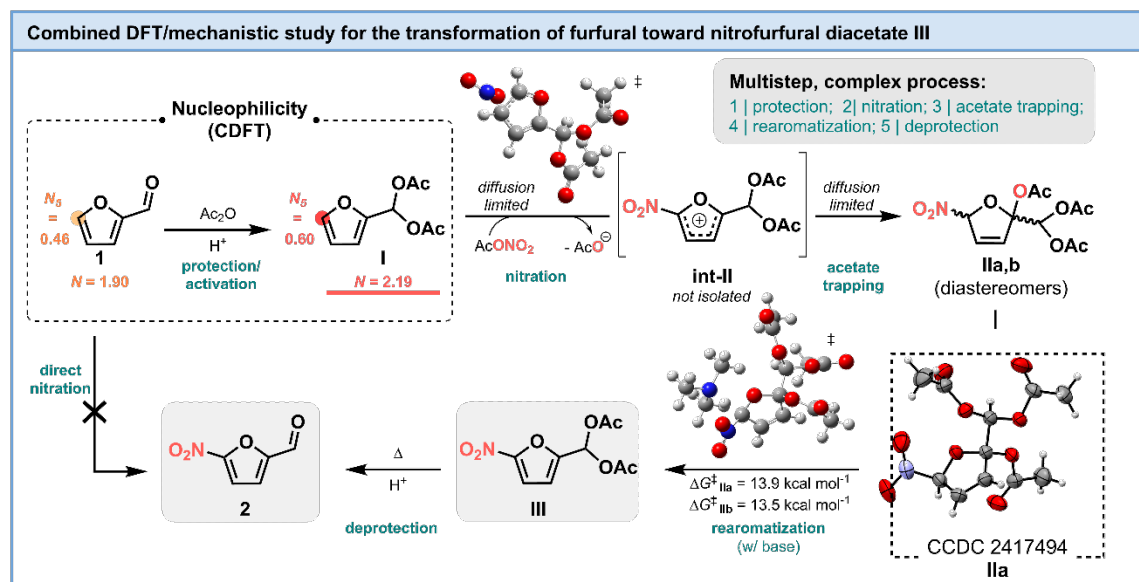 Combined DFT/mechanistic study for the transformation of furfural toward nitrofurfural diacetate III
Multistep, complex process:
1 | protection; 2| nitration; 3 | acetate trapping;
4 | rearomatization; 5 | deprotection
Nucleophilicity
(CDFT)
N5
=
0.46
O
O
1
N = 1.90
Ac2O
H+
protection/
activation
N5
=
0.60
O
OAc
OAc
I
N = 2.19
‡
diffusion
limited
AcONO2
- AcO⊖
nitration
O2N
O
OAc
OAc
+
int-II
not isolated
diffusion
limited
acetate
trapping
O2N
O
OAc
OAc
OAc
IIa,b
(diastereomers)
direct
nitration
O2N
O
O
2
Δ
H+
deprotection
O2N
O
OAc
OAc
III
‡
ΔG‡IIa = 13.9 kcal mol-1
ΔG‡IIb = 13.5 kcal mol-1
rearomatization
(w/ base)
CCDC 2417494
IIa